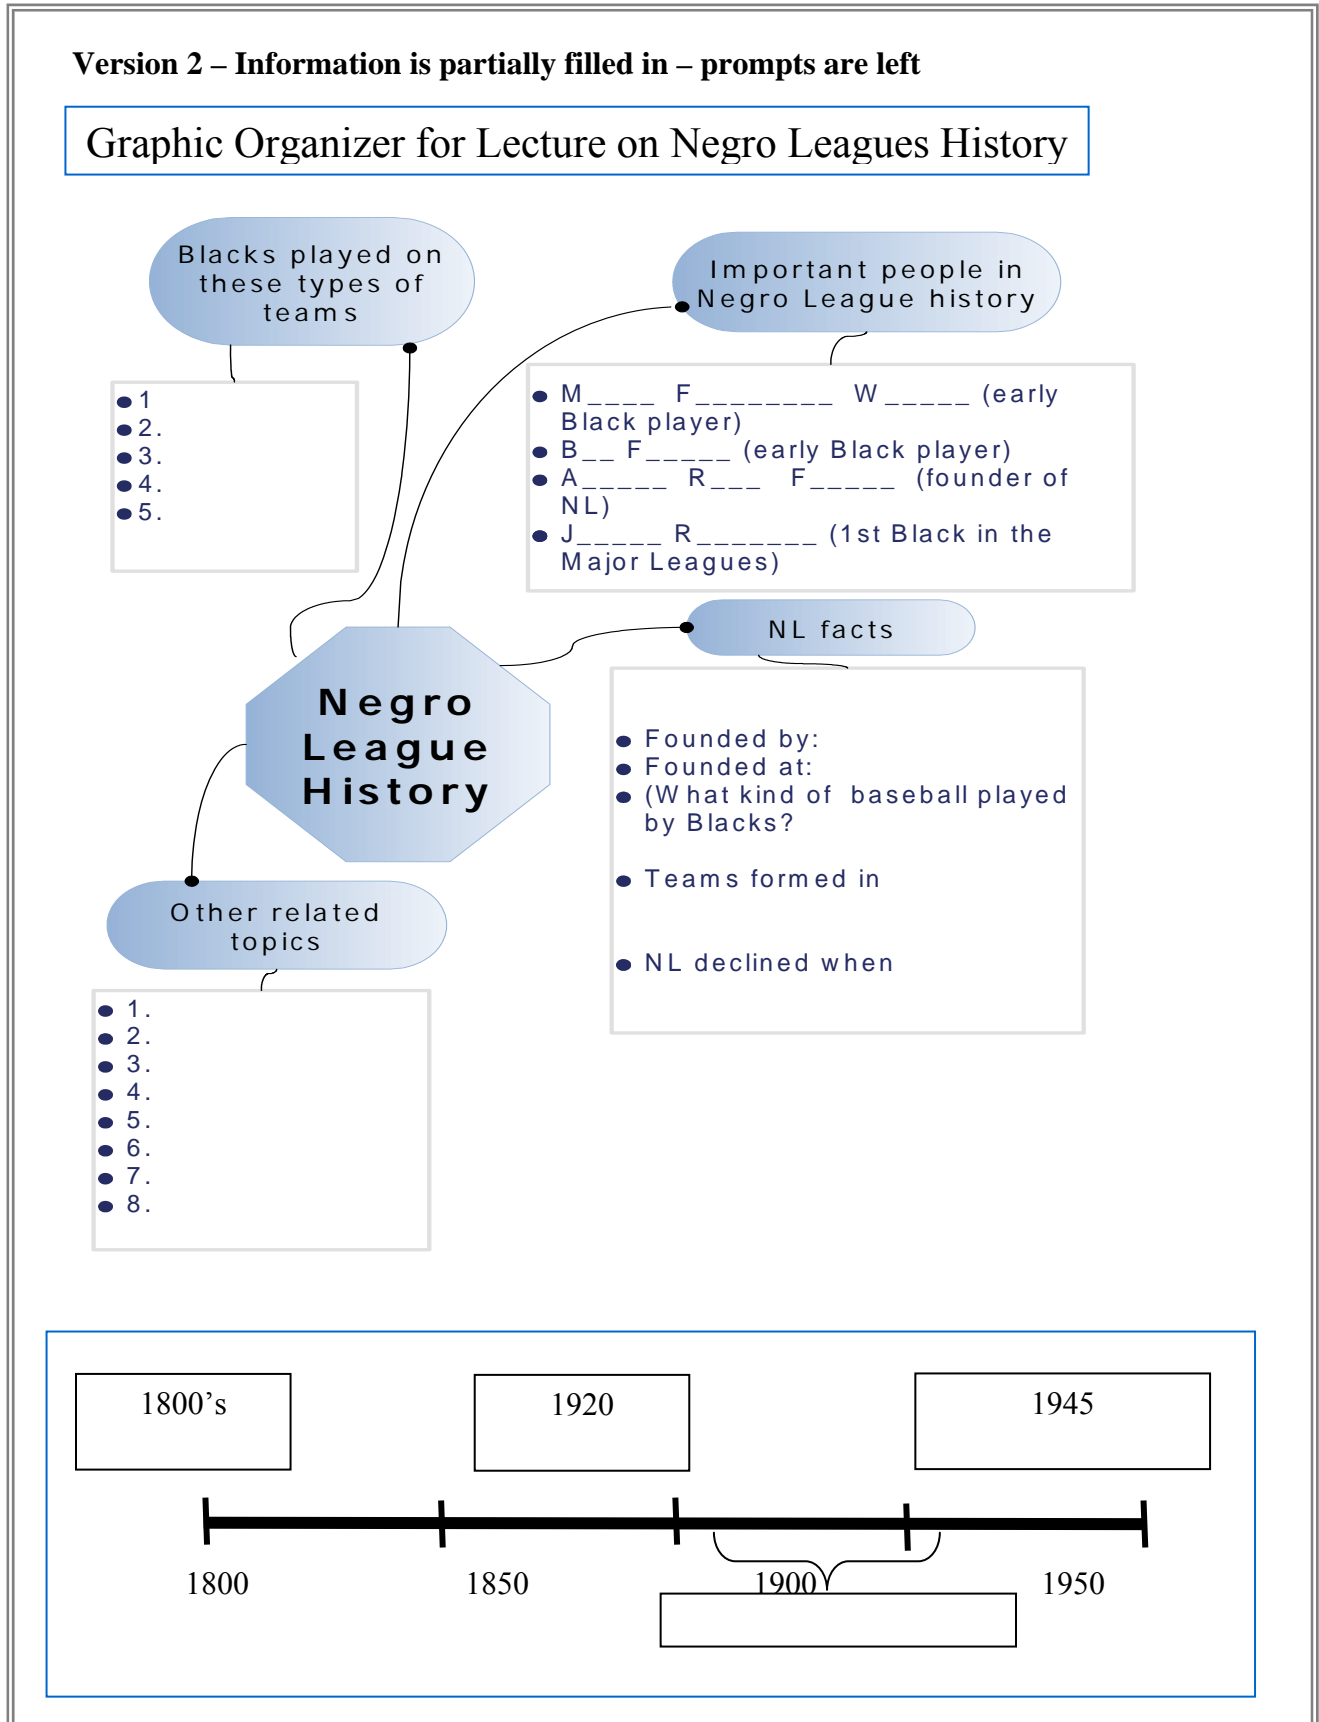 Version 2 – Information is partially filled in – prompts are left
Graphic Organizer for Lecture on Negro Leagues History
Blacks played on
these types of
teams
1
2.
3.
4.
5.
Important people in
Negro League history
M____ F________ W_____ (early
Black player)
B__ F_____ (early Black player)
A_____ R___ F_____ (founder of
NL)
J_____ R_______ (1st Black in the
Major Leagues)
NL facts
Founded by:
Founded at:
(What kind of baseball played
by Blacks?
Teams formed in
NL declined when
Negro
League
History
Other related
topics
1.
2.
3.
4.
5.
6.
7.
8.
1800’s
1920
1945
1800
1850
1900
1950